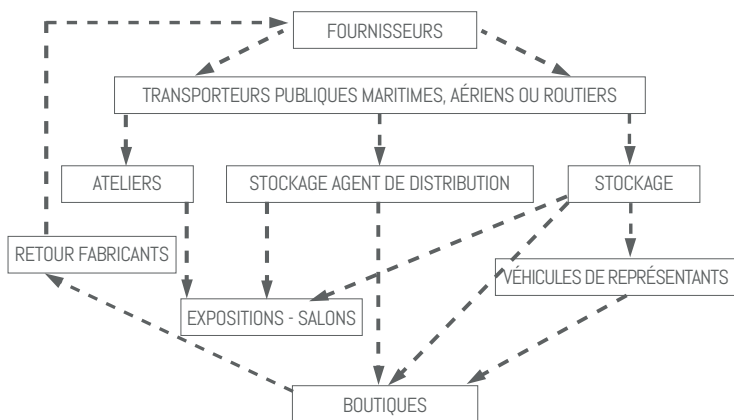 FOURNISSEURS
TRANSPORTEURS PUBLIQUES MARITIMES, AÉRIENS OU ROUTIERS
ATELIERS
STOCKAGE AGENT DE DISTRIBUTION
STOCKAGE
RETOUR FABRICANTS
VÉHICULES DE REPRÉSENTANTS
EXPOSITIONS - SALONS
BOUTIQUES